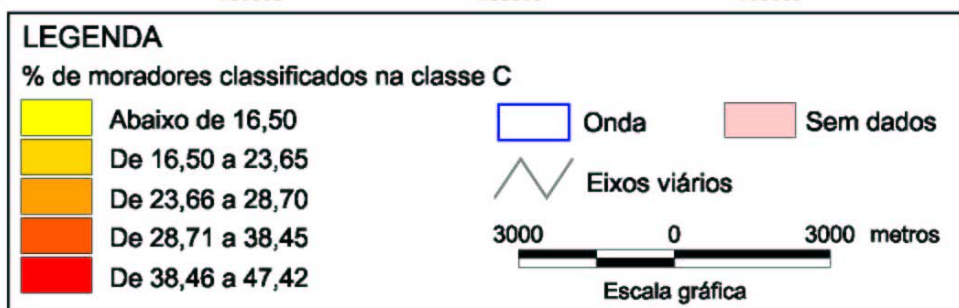 LEGENDA
% de moradores classificados na classe C
Abaixo de 16,50
De 16,50 a 23,65
De 23,66 a 28,70
De 28,71 a 38,45
De 38,46 a 47,42
Onda
Sem dados
Eixos viários
3000 0 3000 metros
Escala gráfica